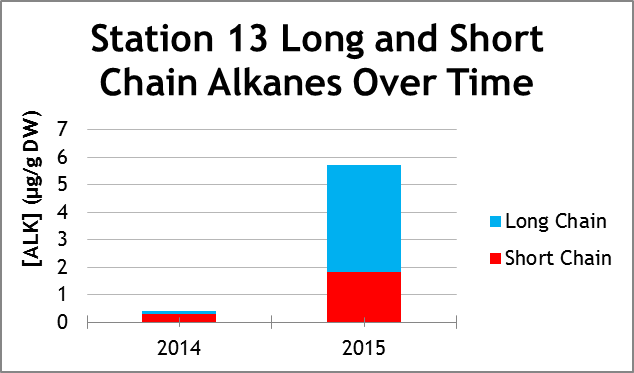 Station 13 Long and Short
Chain Alkanes Over Time
[ALK] (µg/g DW)
7
6
5
4
3
2
1
0
2014
2015
Long Chain
Short Chain